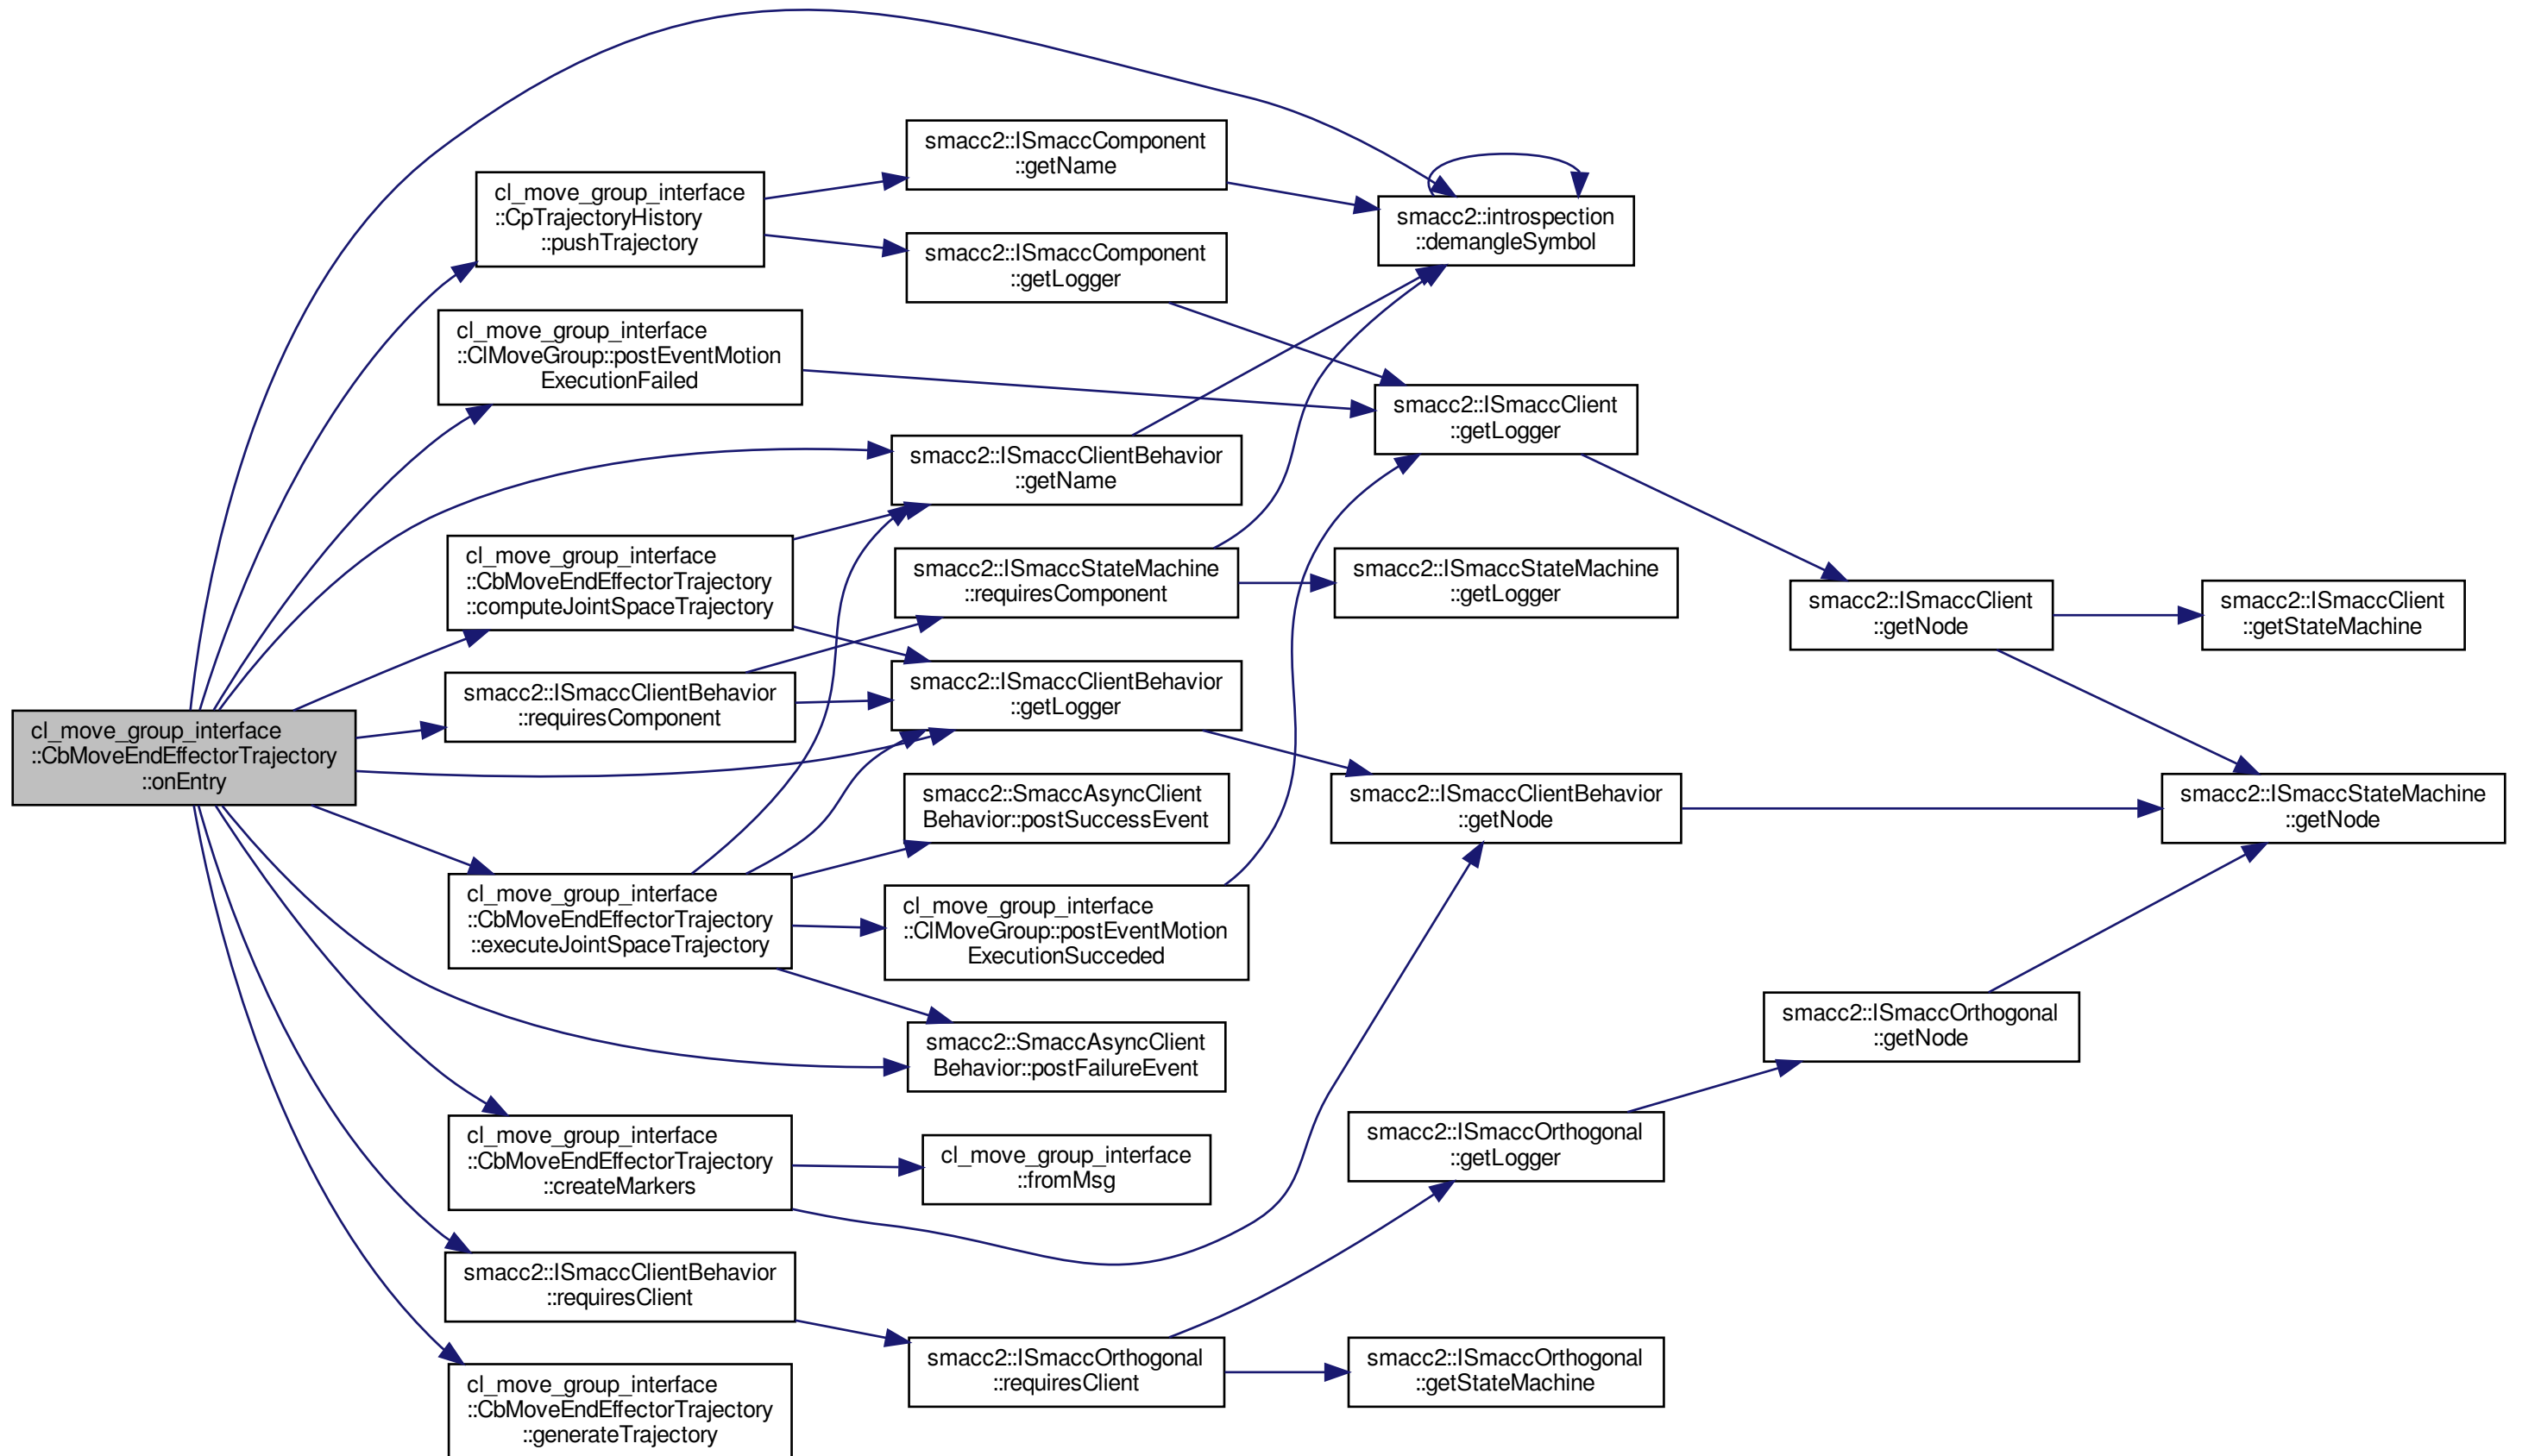 cl_move_group_interface
::CbMoveEndEffectorTrajectory
::onEntry
cl_move_group_interface
::CpTrajectoryHistory
::pushTrajectory
cl_move_group_interface
::ClMoveGroup::postEventMotion
ExecutionFailed
cl_move_group_interface
::CbMoveEndEffectorTrajectory
::computeJointSpaceTrajectory
smacc2::ISmaccClientBehavior
::requiresComponent
cl_move_group_interface
::CbMoveEndEffectorTrajectory
::executeJointSpaceTrajectory
cl_move_group_interface
::CbMoveEndEffectorTrajectory
::createMarkers
smacc2::ISmaccClientBehavior
::requiresClient
cl_move_group_interface
::CbMoveEndEffectorTrajectory
::generateTrajectory
smacc2::ISmaccComponent
::getName
smacc2::ISmaccComponent
::getLogger
smacc2::ISmaccClientBehavior
::getName
smacc2::ISmaccStateMachine
::requiresComponent
smacc2::ISmaccClientBehavior
::getLogger
smacc2::SmaccAsyncClient
Behavior::postSuccessEvent
cl_move_group_interface
::ClMoveGroup::postEventMotion
ExecutionSucceded
smacc2::SmaccAsyncClient
Behavior::postFailureEvent
cl_move_group_interface
::fromMsg
smacc2::ISmaccOrthogonal
::requiresClient
smacc2::introspection
::demangleSymbol
smacc2::ISmaccClient
::getLogger
smacc2::ISmaccStateMachine
::getLogger
smacc2::ISmaccClientBehavior
::getNode
smacc2::ISmaccOrthogonal
::getLogger
smacc2::ISmaccOrthogonal
::getStateMachine
smacc2::ISmaccClient
::getNode
smacc2::ISmaccOrthogonal
::getNode
smacc2::ISmaccClient
::getStateMachine
smacc2::ISmaccStateMachine
::getNode